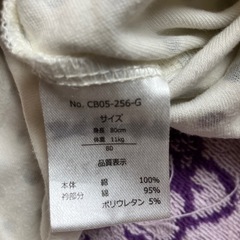 No. CB05-256-G
サイズ
身長：80cm
体重：11kg
80
品質表示
本体 綿 100%
衿部分 綿 95%
ポリウレタン 5%